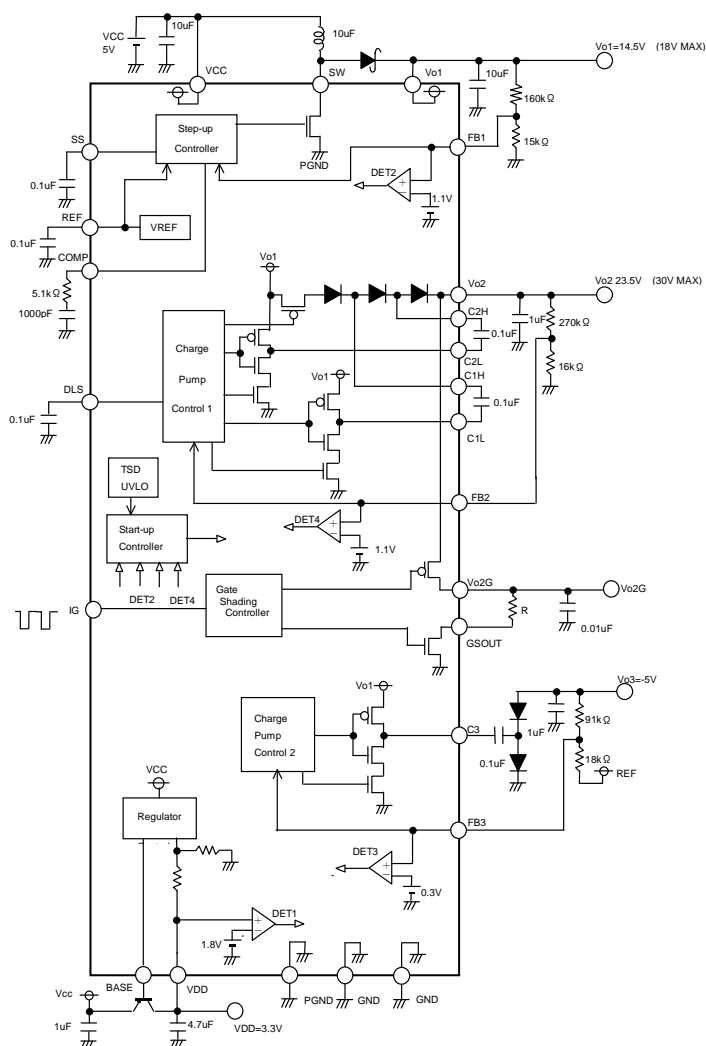 10uF
10uF
VCC
5V
Vo1=14.5V (18V MAX)
VCC
SW
Vo1
10uF
160kΩ
15kΩ
FB1
SS
Step-up
Controller
PGND
DET2
1.1V
0.1uF
REF
VREF
0.1uF
COMP
5.1kΩ
1000pF
Vo1
Vo2
Vo2 23.5V (30V MAX)
C2H
1uF
270kΩ
0.1uF
C2L
16kΩ
Charge
Pump
Control 1
Vo1
C1H
0.1uF
C1L
DLS
0.1uF
TSD
UVLO
FB2
Start-up
Controller
DET4
1.1V
DET2 DET4
IG
Gate
Shading
Controller
Vo2G
Vo2G
R
0.01uF
GSOUT
Vo1
Vo3=-5V
Charge
Pump
Control 2
C3
1uF
91kΩ
0.1uF
18kΩ
REF
VCC
Regulator
FB3
DET3
0.3V
DET1
1.8V
BASE
VDD
Vcc
PGND
GND
GND
1uF
4.7uF
VDD=3.3V